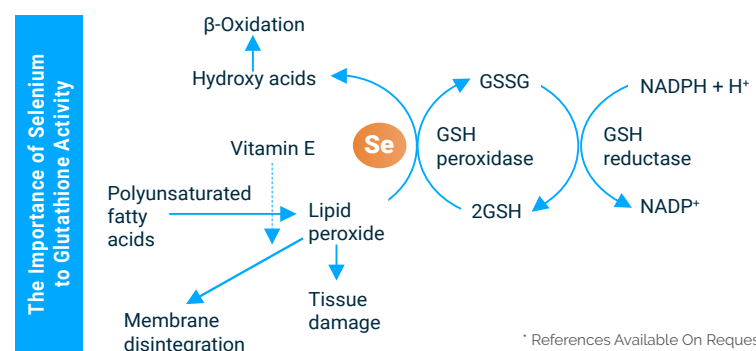 The Importance of Selenium
to Glutathione Activity
β-Oxidation
Hydroxy acids
GSSG
NADPH + H⁺
Vitamin E
Se
GSH
peroxidase
GSH
reductase
Polyunsaturated
fatty
acids
Lipid
peroxide
2GSH
NADP⁺
Tissue
damage
Membrane
disintegration
* References Available On Reques